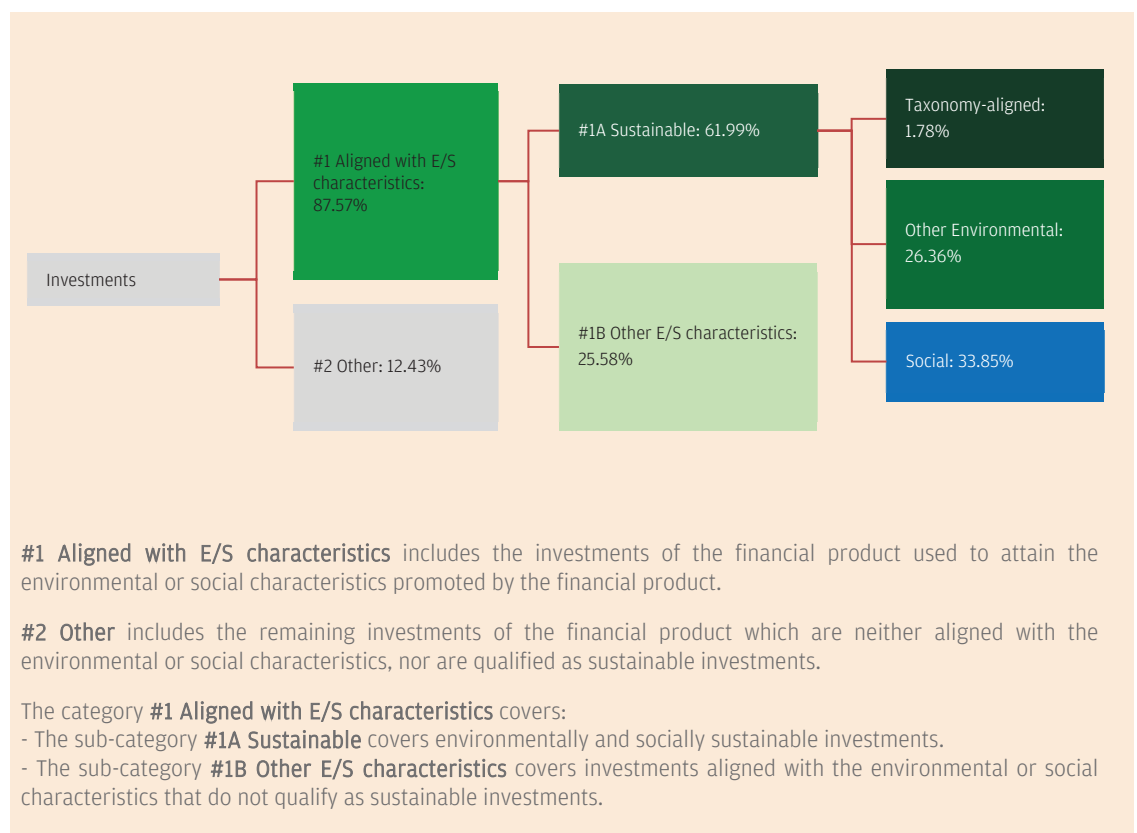 Investments
#1 Aligned with E/S
characteristics:
87.57%
#2 Other: 12.43%
#1A Sustainable: 61.99%
#1B Other E/S characteristics:
25.58%
Taxonomy-aligned:
1.78%
Other Environmental:
26.36%
Social: 33.85%
#1 Aligned with E/S characteristics includes the investments of the financial product used to attain the
environmental or social characteristics promoted by the financial product.
#2 Other includes the remaining investments of the financial product which are neither aligned with the
environmental or social characteristics, nor are qualified as sustainable investments.
The category #1 Aligned with E/S characteristics covers:
- The sub-category #1A Sustainable covers environmentally and socially sustainable investments.
- The sub-category #1B Other E/S characteristics covers investments aligned with the environmental or social
characteristics that do not qualify as sustainable investments.